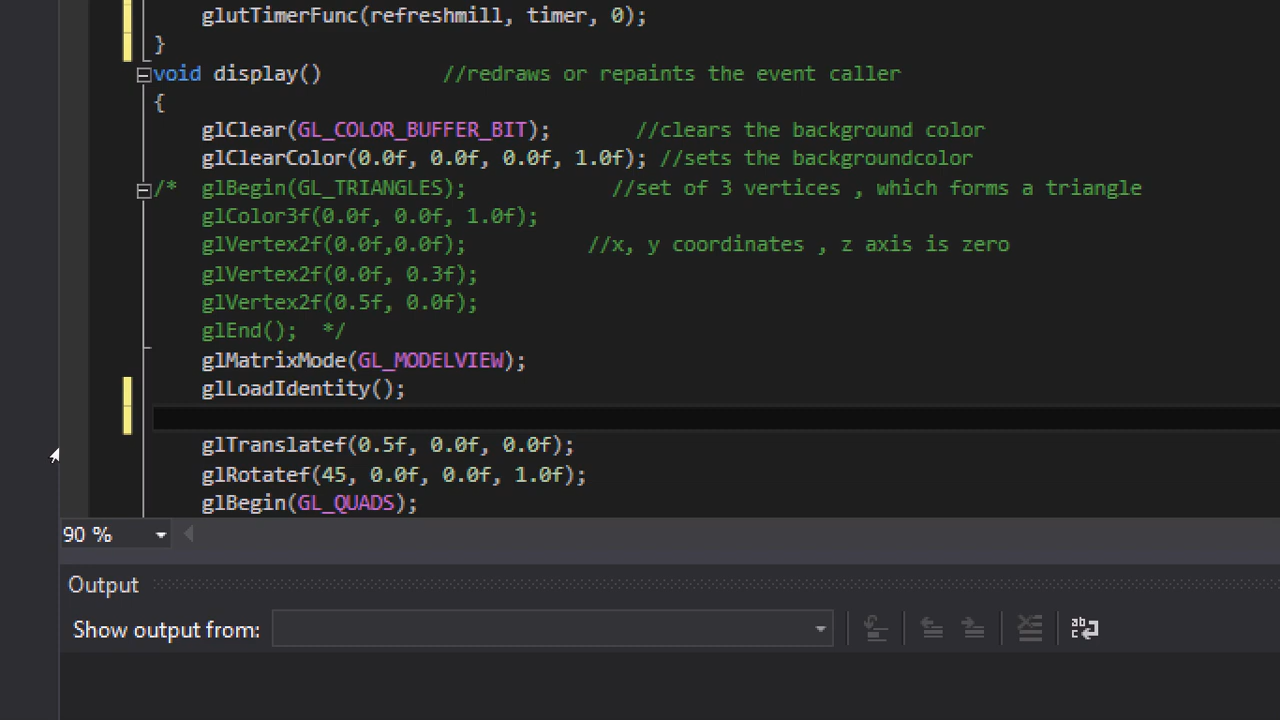 glutTimerFunc(refreshmill, timer, 0);
}
void display() //redraws or repaints the event caller
{
glClear(GL_COLOR_BUFFER_BIT); //clears the background color
glClearColor(0.0f, 0.0f, 0.0f, 1.0f); //sets the backgroundcolor
/* glBegin(GL_TRIANGLES); //set of 3 vertices , which forms a triangle
glColor3f(0.0f, 0.0f, 1.0f);
glVertex2f(0.0f,0.0f); //x, y coordinates , z axis is zero
glVertex2f(0.0f, 0.3f);
glVertex2f(0.5f, 0.0f);
glEnd(); */
glMatrixMode(GL_MODELVIEW);
glLoadIdentity();
glTranslatef(0.5f, 0.0f, 0.0f);
glRotatef(45, 0.0f, 0.0f, 1.0f);
glBegin(GL_QUADS);
90 %
Output
Show output from: